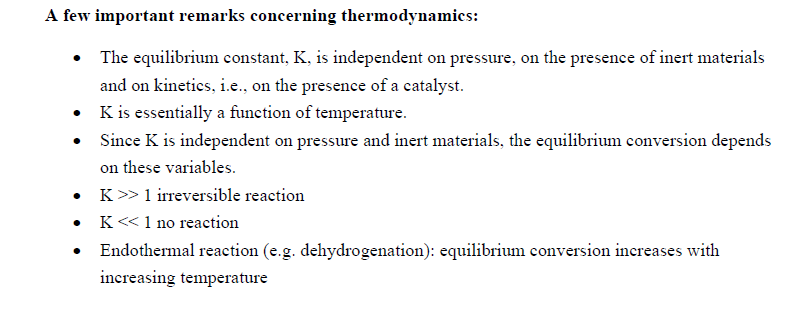 A few important remarks concerning thermodynamics:
• The equilibrium constant, K, is independent on pressure, on the presence of inert materials
and on kinetics, i.e., on the presence of a catalyst.
• K is essentially a function of temperature.
• Since K is independent on pressure and inert materials, the equilibrium conversion depends
on these variables.
• K >> 1 irreversible reaction
• K << 1 no reaction
• Endothermal reaction (e.g. dehydrogenation): equilibrium conversion increases with
increasing temperature